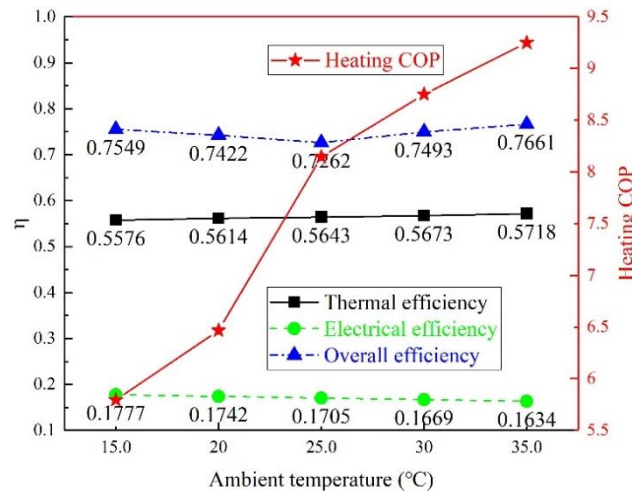 1.0
0.9
0.8
0.7
0.6
0.5
0.4
0.3
0.2
0.1
η
9.5
9
8.5
8
7.5
7
6.5
6
5.5
Heating COP
Heating COP
0.7549 0.7422 0.7262 0.7493 0.7661
0.5576 0.5614 0.5643 0.5673 0.5718
Thermal efficiency
Electrical efficiency
Overall efficiency
0.1777 0.1742 0.1705 0.1669 0.1634
15.0 20 25.0 30 35.0
Ambient temperature (℃)